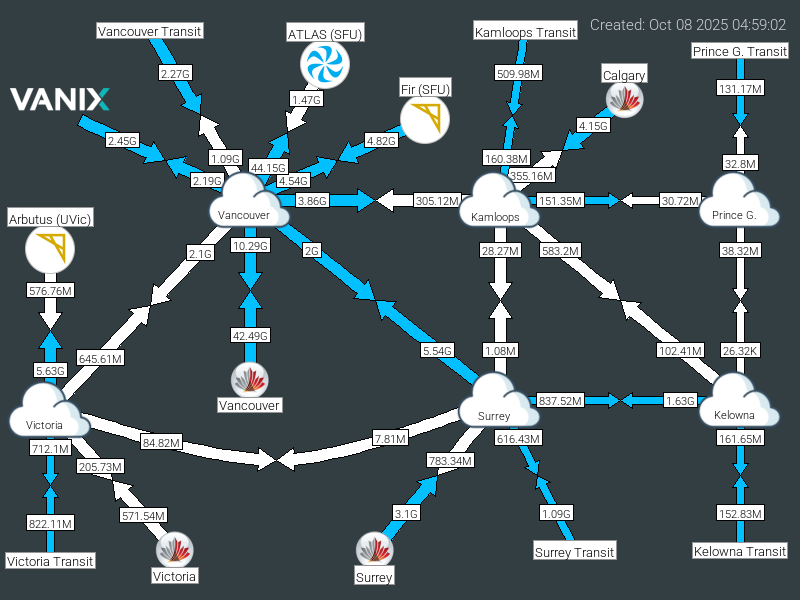 Created: Oct 08 2025 04:59:02
Vancouver Transit
ATLAS (SFU)
Kamloops Transit
Prince G. Transit
2.27G
509.98M
Calgary
131.17M
VANIX
1.47G
Fir (SFU)
4.15G
2.45G
4.82G
1.09G
44.15G
160.38M
32.8M
2.19G
4.54G
355.16M
3.86G
305.12M
151.35M
30.72M
Vancouver
Kamloops
Prince G.
Arbutus (UVic)
2.1G
10.29G
2G
28.27M
583.2M
38.32M
576.76M
42.49G
645.61M
5.63G
5.54G
1.08M
102.41M
26.32K
Vancouver
837.52M
1.63G
Victoria
Surrey
Kelowna
712.1M
84.82M
7.81M
616.43M
161.65M
205.73M
783.34M
822.11M
571.54M
3.1G
1.09G
152.83M
Victoria Transit
Victoria
Surrey
Surrey Transit
Kelowna Transit